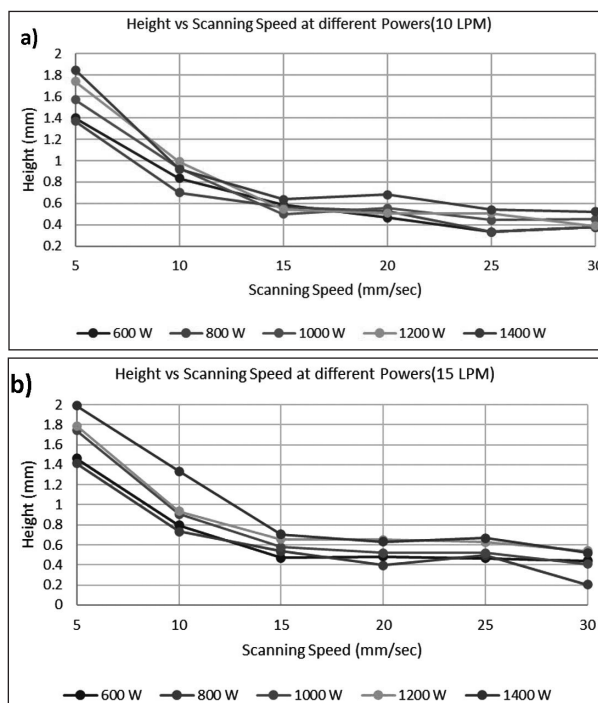 Height vs Scanning Speed at different Powers(10 LPM)
a)
2
1.8
1.6
1.4
1.2
1
0.8
0.6
0.4
0.2
Height (mm)
5 10 15 20 25 30
Scanning Speed (mm/sec)
600 W 800 W 1000 W 1200 W 1400 W
Height vs Scanning Speed at different Powers(15 LPM)
b)
2
1.8
1.6
1.4
1.2
1
0.8
0.6
0.4
0.2
0
Height (mm)
5 10 15 20 25 30
Scanning Speed (mm/sec)
600 W 800 W 1000 W 1200 W 1400 W